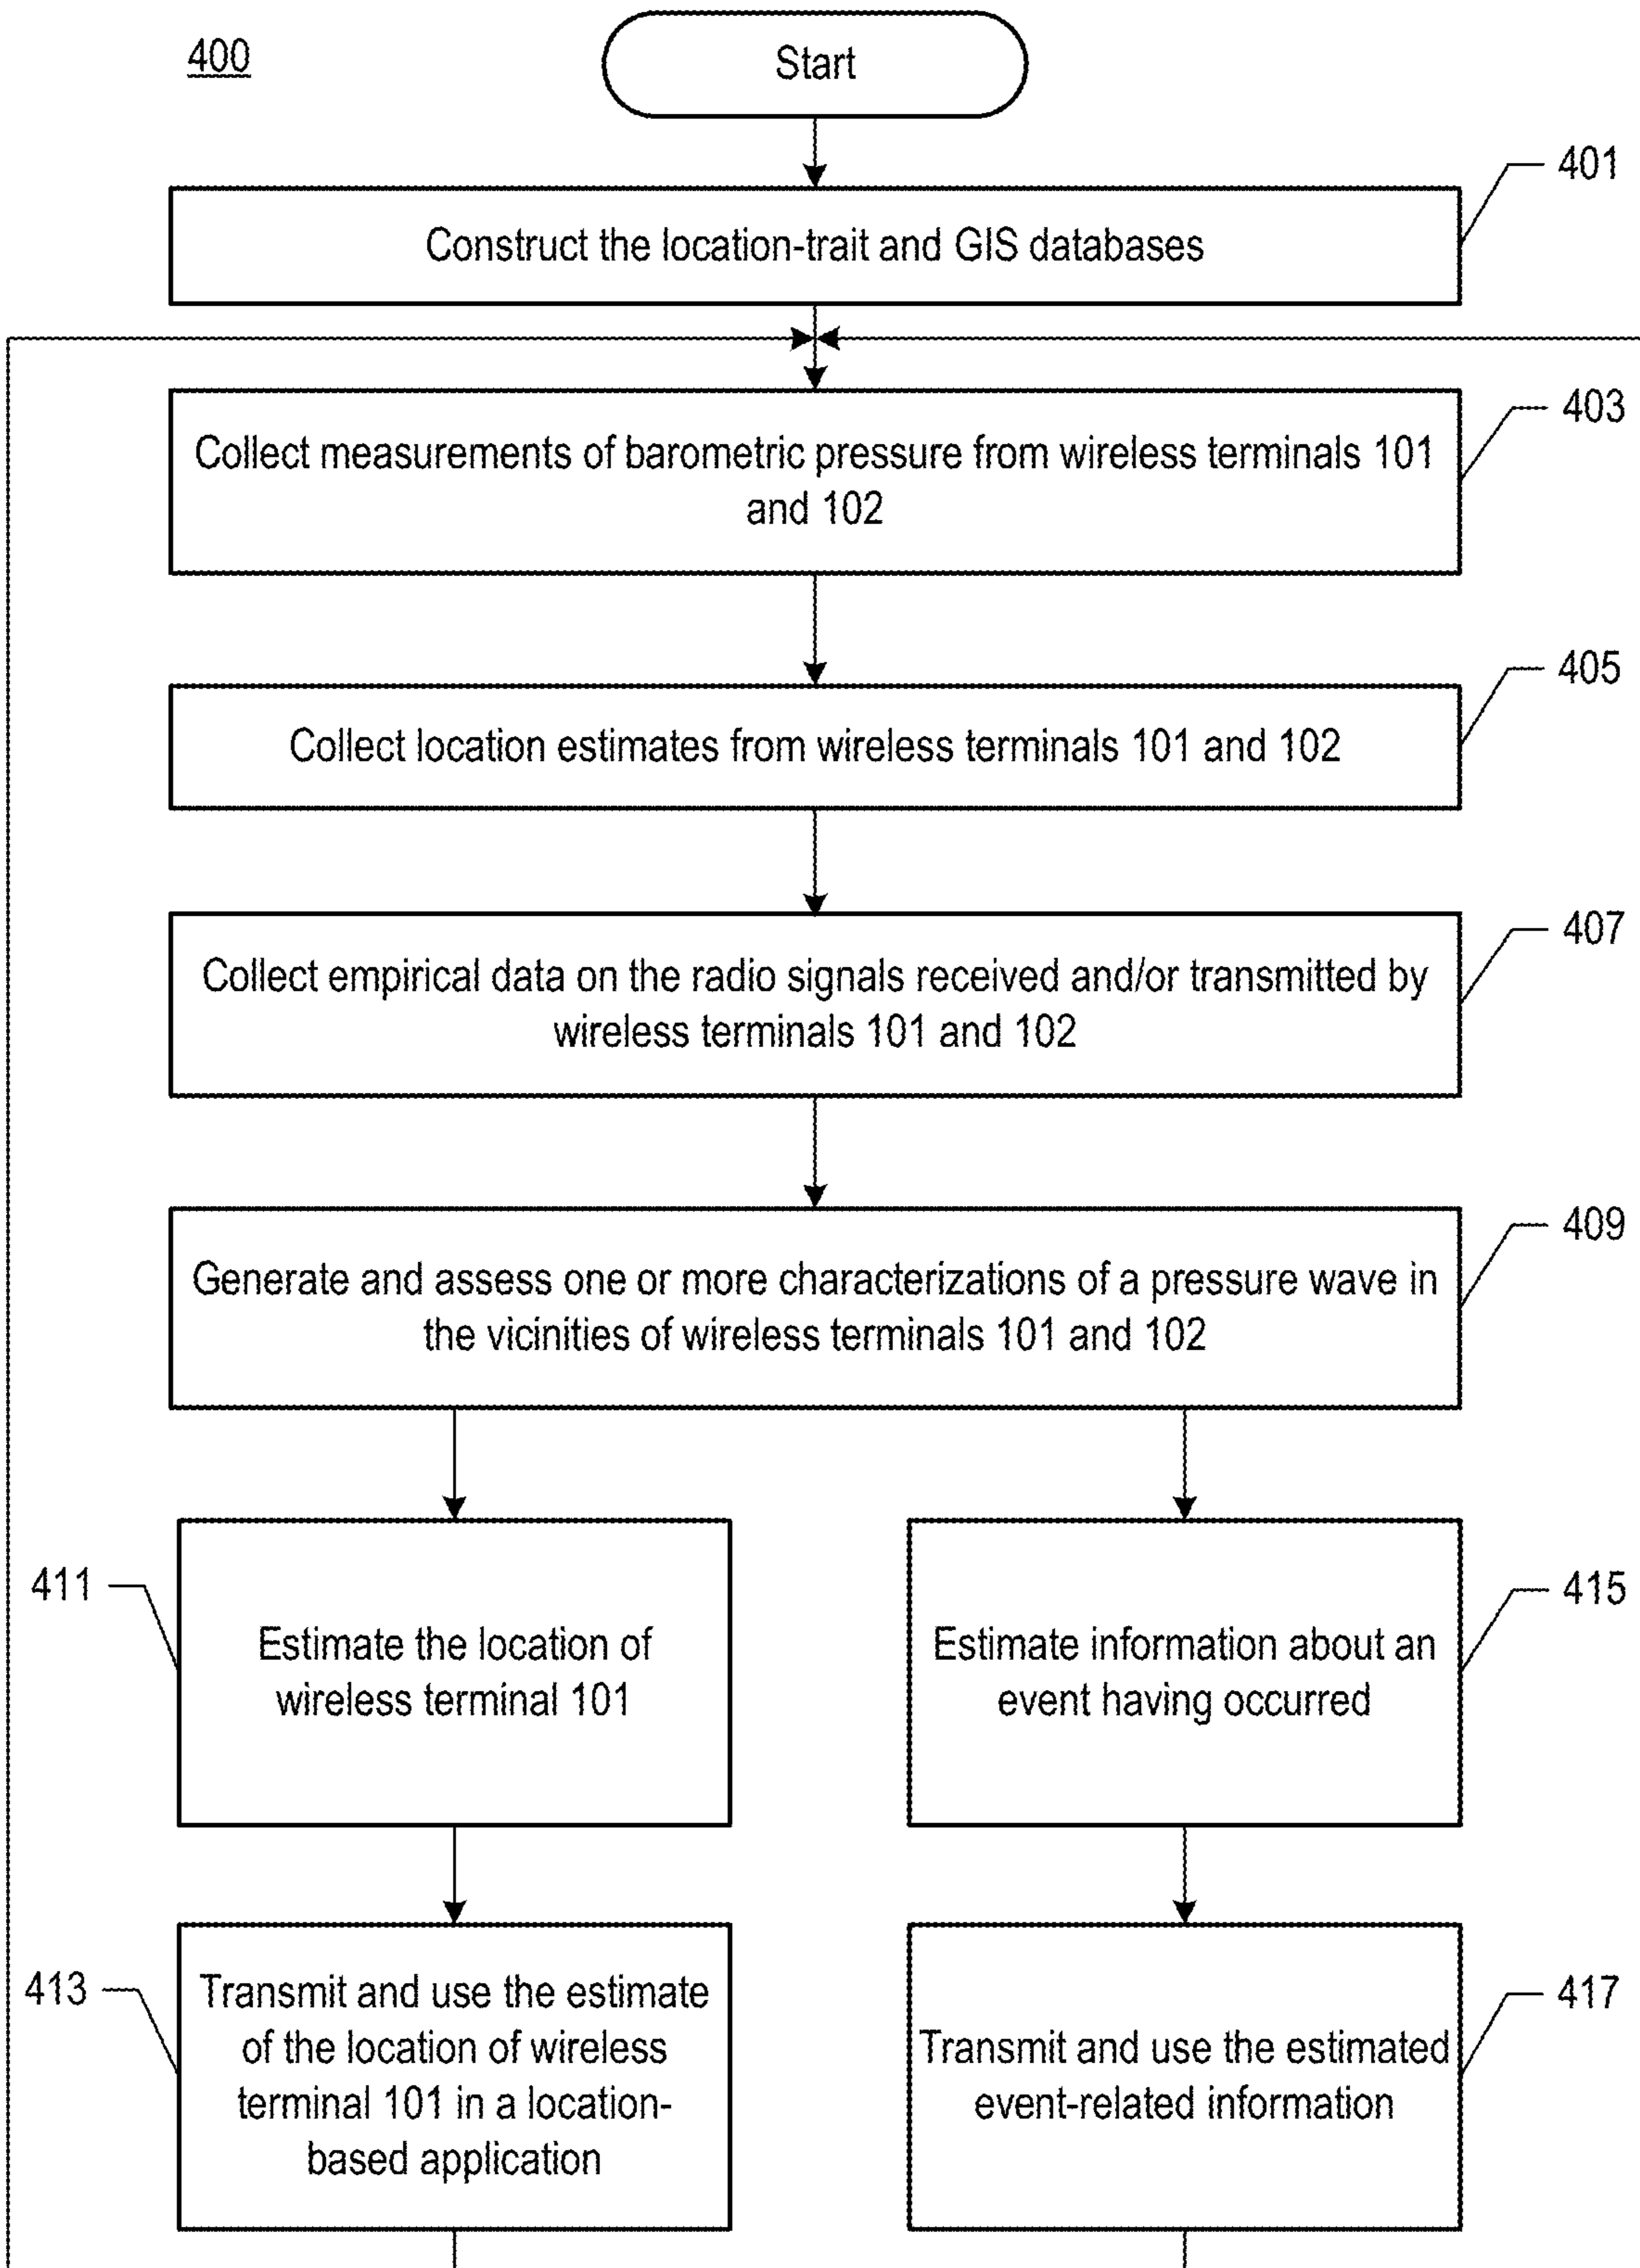 400
Start
401
Construct the location-trait and GIS databases
403
Collect measurements of barometric pressure from wireless terminals 101
and 102
405
Collect location estimates from wireless terminals 101 and 102
407
Collect empirical data on the radio signals received and/or transmitted by
wireless terminals 101 and 102
409
Generate and assess one or more characterizations of a pressure wave in
the vicinities of wireless terminals 101 and 102
411
Estimate the location of
wireless terminal 101
415
Estimate information about an
event having occurred
413
Transmit and use the estimate
of the location of wireless
terminal 101 in a location-
based application
417
Transmit and use the estimated
event-related information